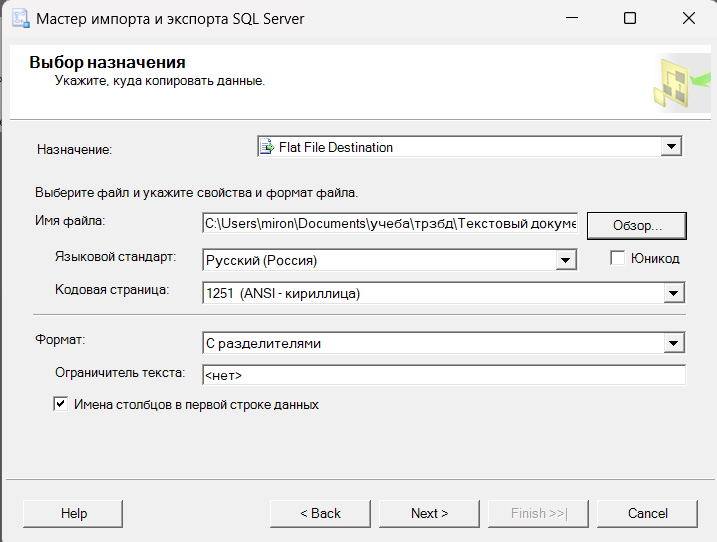 Мастер импорта и экспорта SQL Server
Выбор назначения
Укажите, куда копировать данные.
Назначение: Flat File Destination
Выберите файл и укажите свойства и формат файла.
Имя файла: C:\Users\miron\Documents\учеба\трзбд\Текстовый докуме Обзор...
Языковой стандарт: Русский (Россия) Юникод
Кодовая страница: 1251 (ANSI - кириллица)
Формат: С разделителями
Ограничитель текста: <нет>
Имена столбцов в первой строке данных
Help < Back Next > Finish >>| Cancel